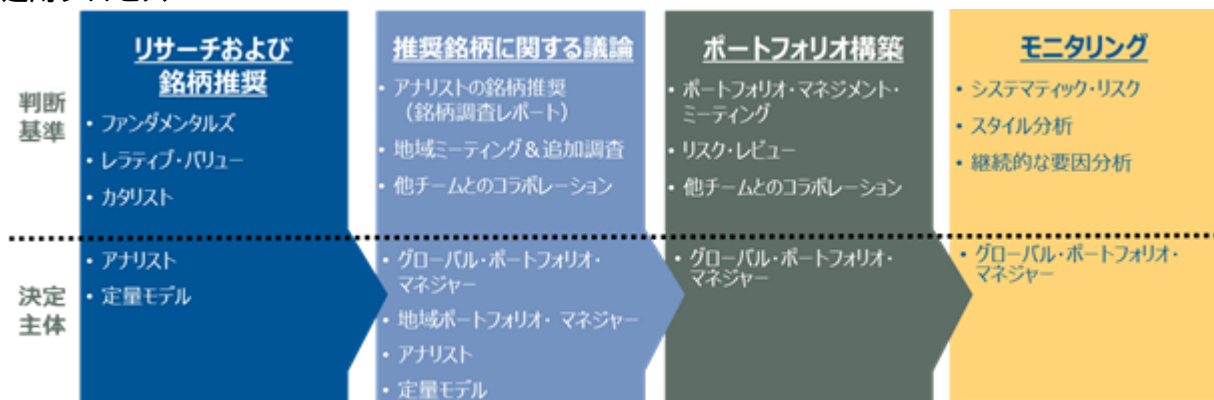 判断
基準
リサーチおよび
銘柄推奨
・ファンダメンタルズ
・レラティブ・バリュー
・カタリスト
推奨銘柄に関する議論
・アナリストの銘柄推奨
（銘柄調査レポート）
・地域ミーティング＆追加調査
・他チームとのコラボレーション
ポートフォリオ構築
・ポートフォリオ・マネジメント・
ミーティング
・リスク・レビュー
・他チームとのコラボレーション
モニタリング
・システマティック・リスク
・スタイル分析
・継続的な要因分析
決定
主体
・アナリスト
・定量モデル
・グローバル・ポートフォリオ・
マネジャー
・地域ポートフォリオ・ マネジャー
・アナリスト
・定量モデル
・グローバル・ポートフォリオ・
マネジャー
・グローバル・ポートフォリオ・
マネジャー